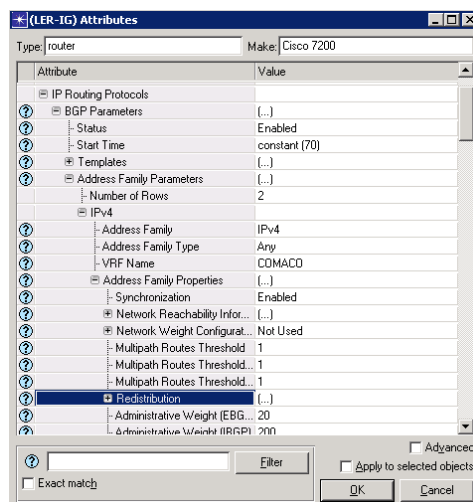 (LER-IG) Attributes
Type: router Make: Cisco 7200
Attribute Value
IP Routing Protocols
BGP Parameters (...)
Status Enabled
Start Time constant (70)
Templates (...)
Address Family Parameters (...)
Number of Rows 2
IPv4
Address Family IPv4
Address Family Type Any
VRF Name COMACO
Address Family Properties (...)
Synchronization Enabled
Network Reachability Infor... (...)
Network Weight Configurat... Not Used
Multipath Routes Threshold 1
Multipath Routes Threshold... 1
Multipath Routes Threshold... 1
Redistribution (...)
Administrative Weight (EBG... 20
Administrative Weight (IBGP) 200
Advanced
Filter
Apply to selected objects
Exact match
OK Cancel